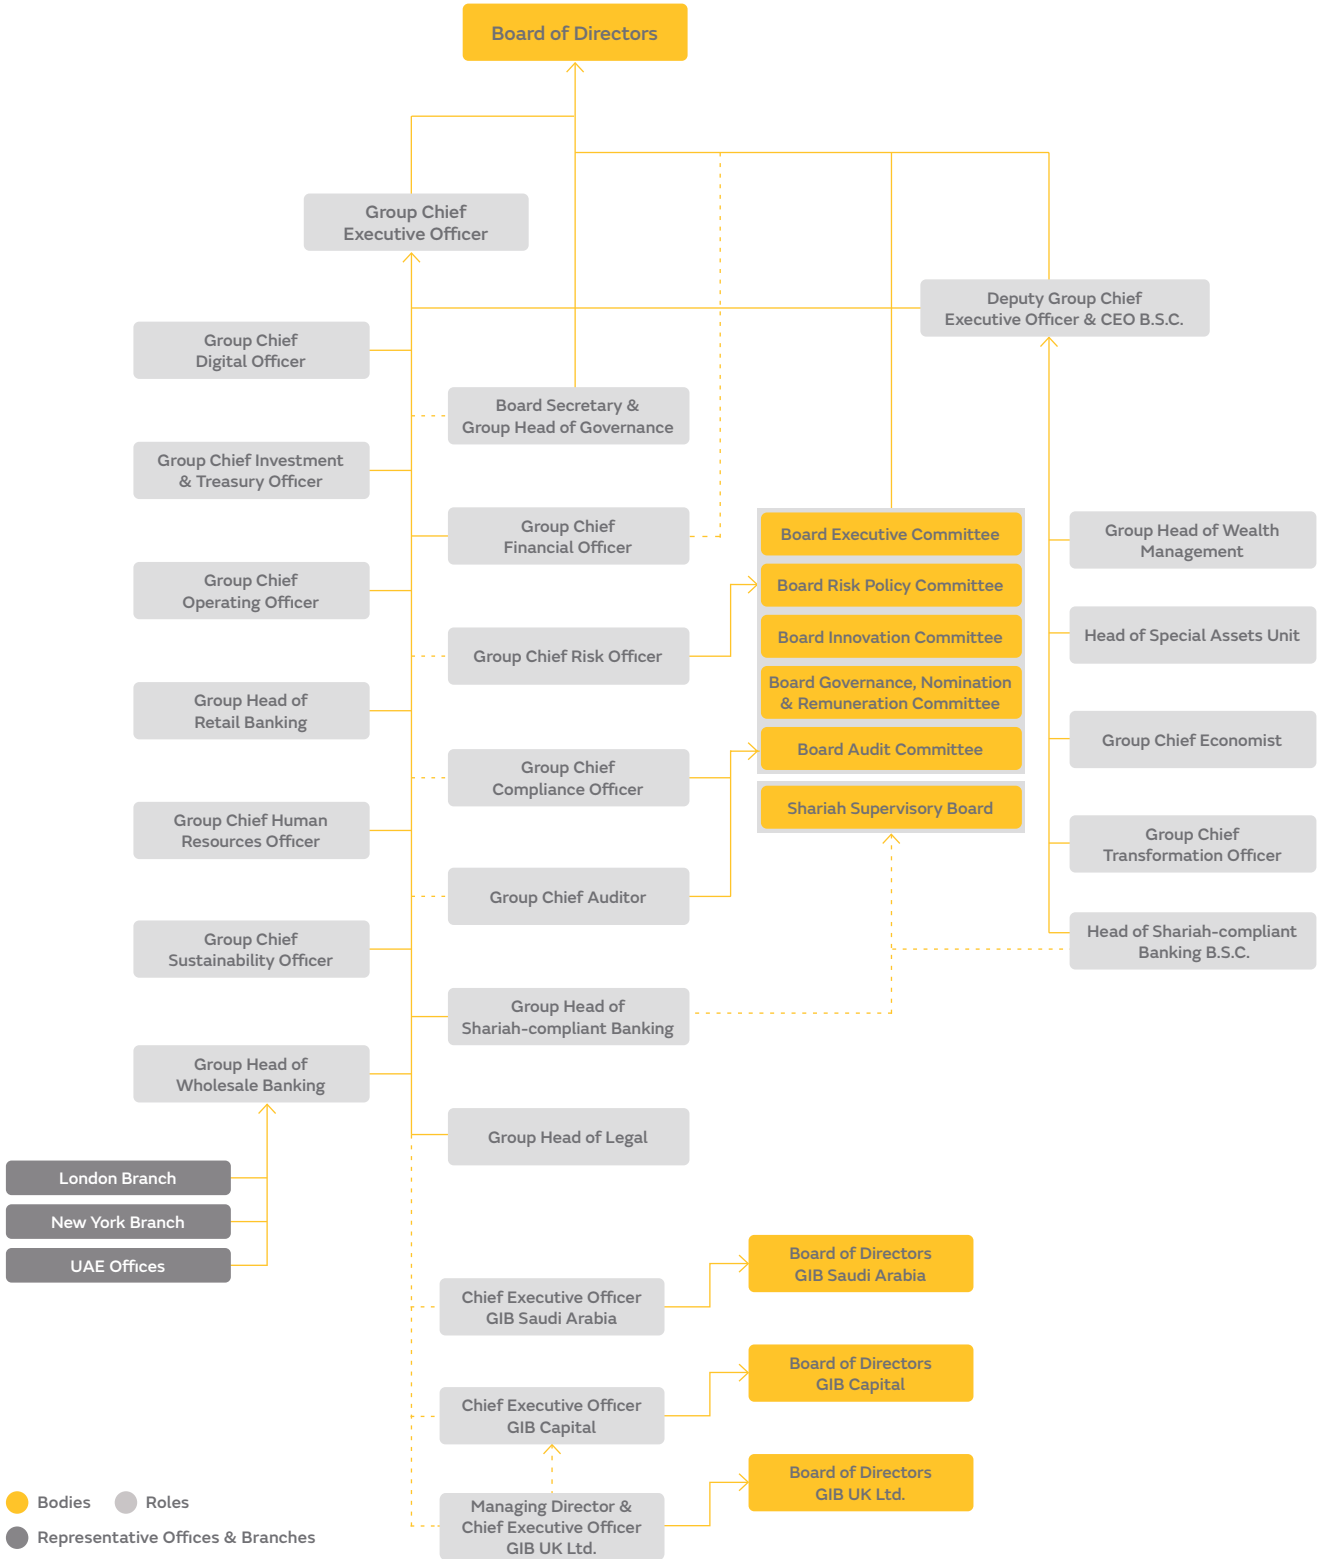 Board of Directors
Group Chief
Executive Officer
Deputy Group Chief
Executive Officer & CEO B.S.C.
Group Chief
Digital Officer
Board Secretary &
Group Head of Governance
Group Chief Investment
& Treasury Officer
Group Chief
Financial Officer
Board Executive Committee
Group Head of Wealth
Management
Group Chief
Operating Officer
Board Risk Policy Committee
Board Innovation Committee
Head of Special Assets Unit
Group Chief Risk Officer
Board Governance, Nomination
& Remuneration Committee
Group Head of
Retail Banking
Board Audit Committee
Group Chief Economist
Group Chief
Compliance Officer
Shariah Supervisory Board
Group Chief Human
Resources Officer
Group Chief
Transformation Officer
Group Chief Auditor
Group Chief
Sustainability Officer
Head of Shariah-compliant
Banking B.S.C.
Group Head of
Shariah-compliant Banking
Group Head of
Wholesale Banking
Group Head of Legal
London Branch
New York Branch
UAE Offices
Board of Directors
GIB Saudi Arabia
Chief Executive Officer
GIB Saudi Arabia
Board of Directors
GIB Capital
Chief Executive Officer
GIB Capital
Board of Directors
GIB UK Ltd.
Managing Director &
Chief Executive Officer
GIB UK Ltd.
Bodies
Roles
Representative Offices & Branches